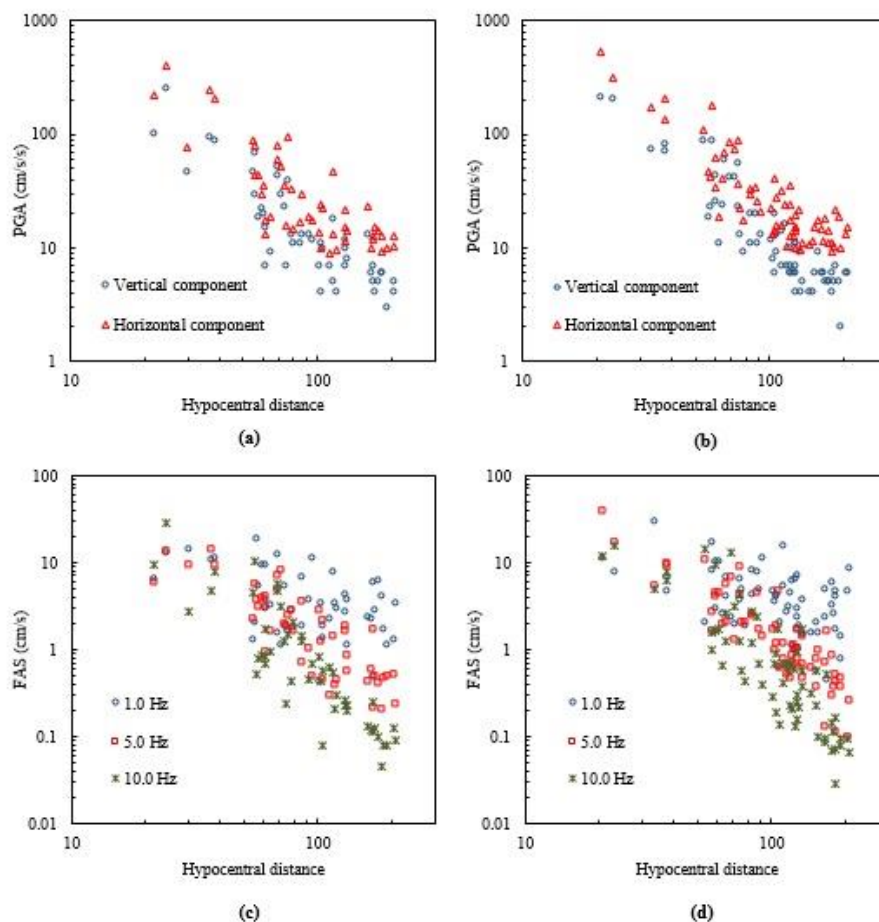 1000
100
10
1
PGA (cm/s/s)
Vertical component
Horizontal component
10
100
Hypocentral distance
(a)
1000
100
10
1
PGA (cm/s/s)
Vertical component
Horizontal component
10
100
Hypocentral distance
(b)
100
10
1
0.1
0.01
FAS (cm/s)
1.0 Hz
5.0 Hz
10.0 Hz
10
100
Hypocentral distance
(c)
100
10
1
0.1
0.01
FAS (cm/s)
1.0 Hz
5.0 Hz
10.0 Hz
10
100
Hypocentral distance
(d)